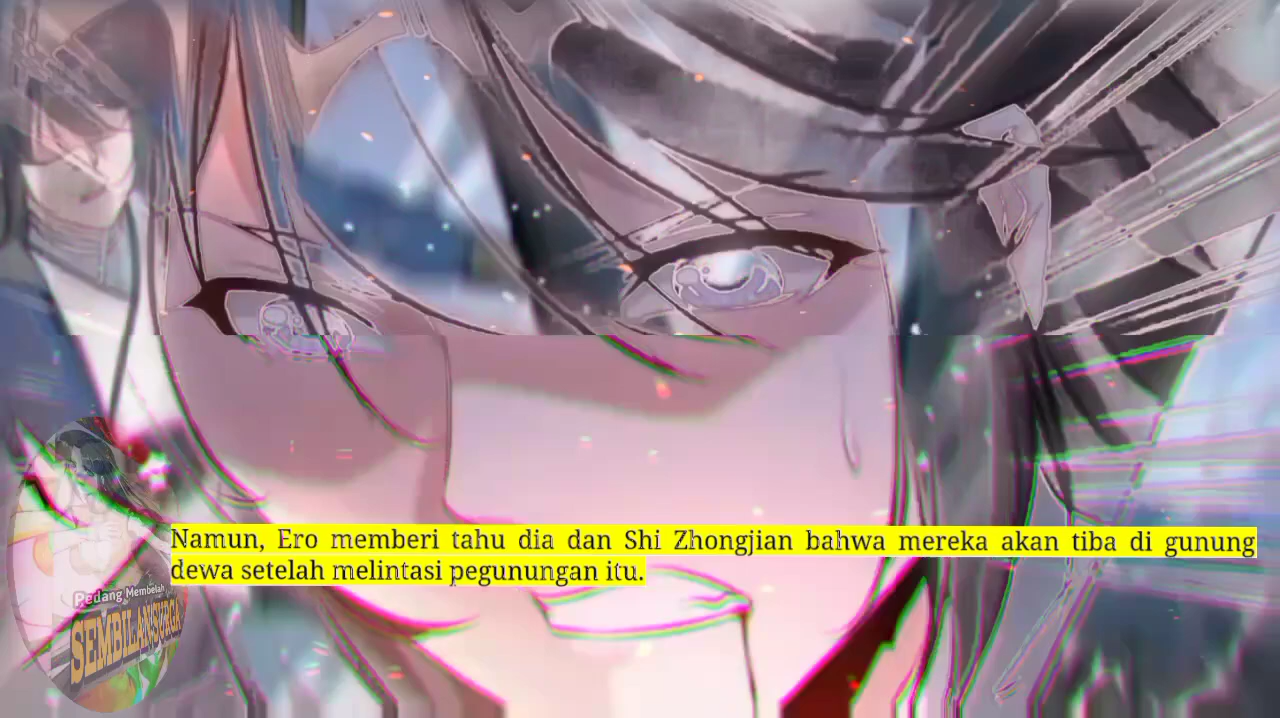 Namun, Ero memberi tahu dia dan Shi Zhongjian bahwa mereka akan tiba di gunung
dewa setelah melintasi pegunungan itu.
Pedang Membelah
SEMBILAN SURGA